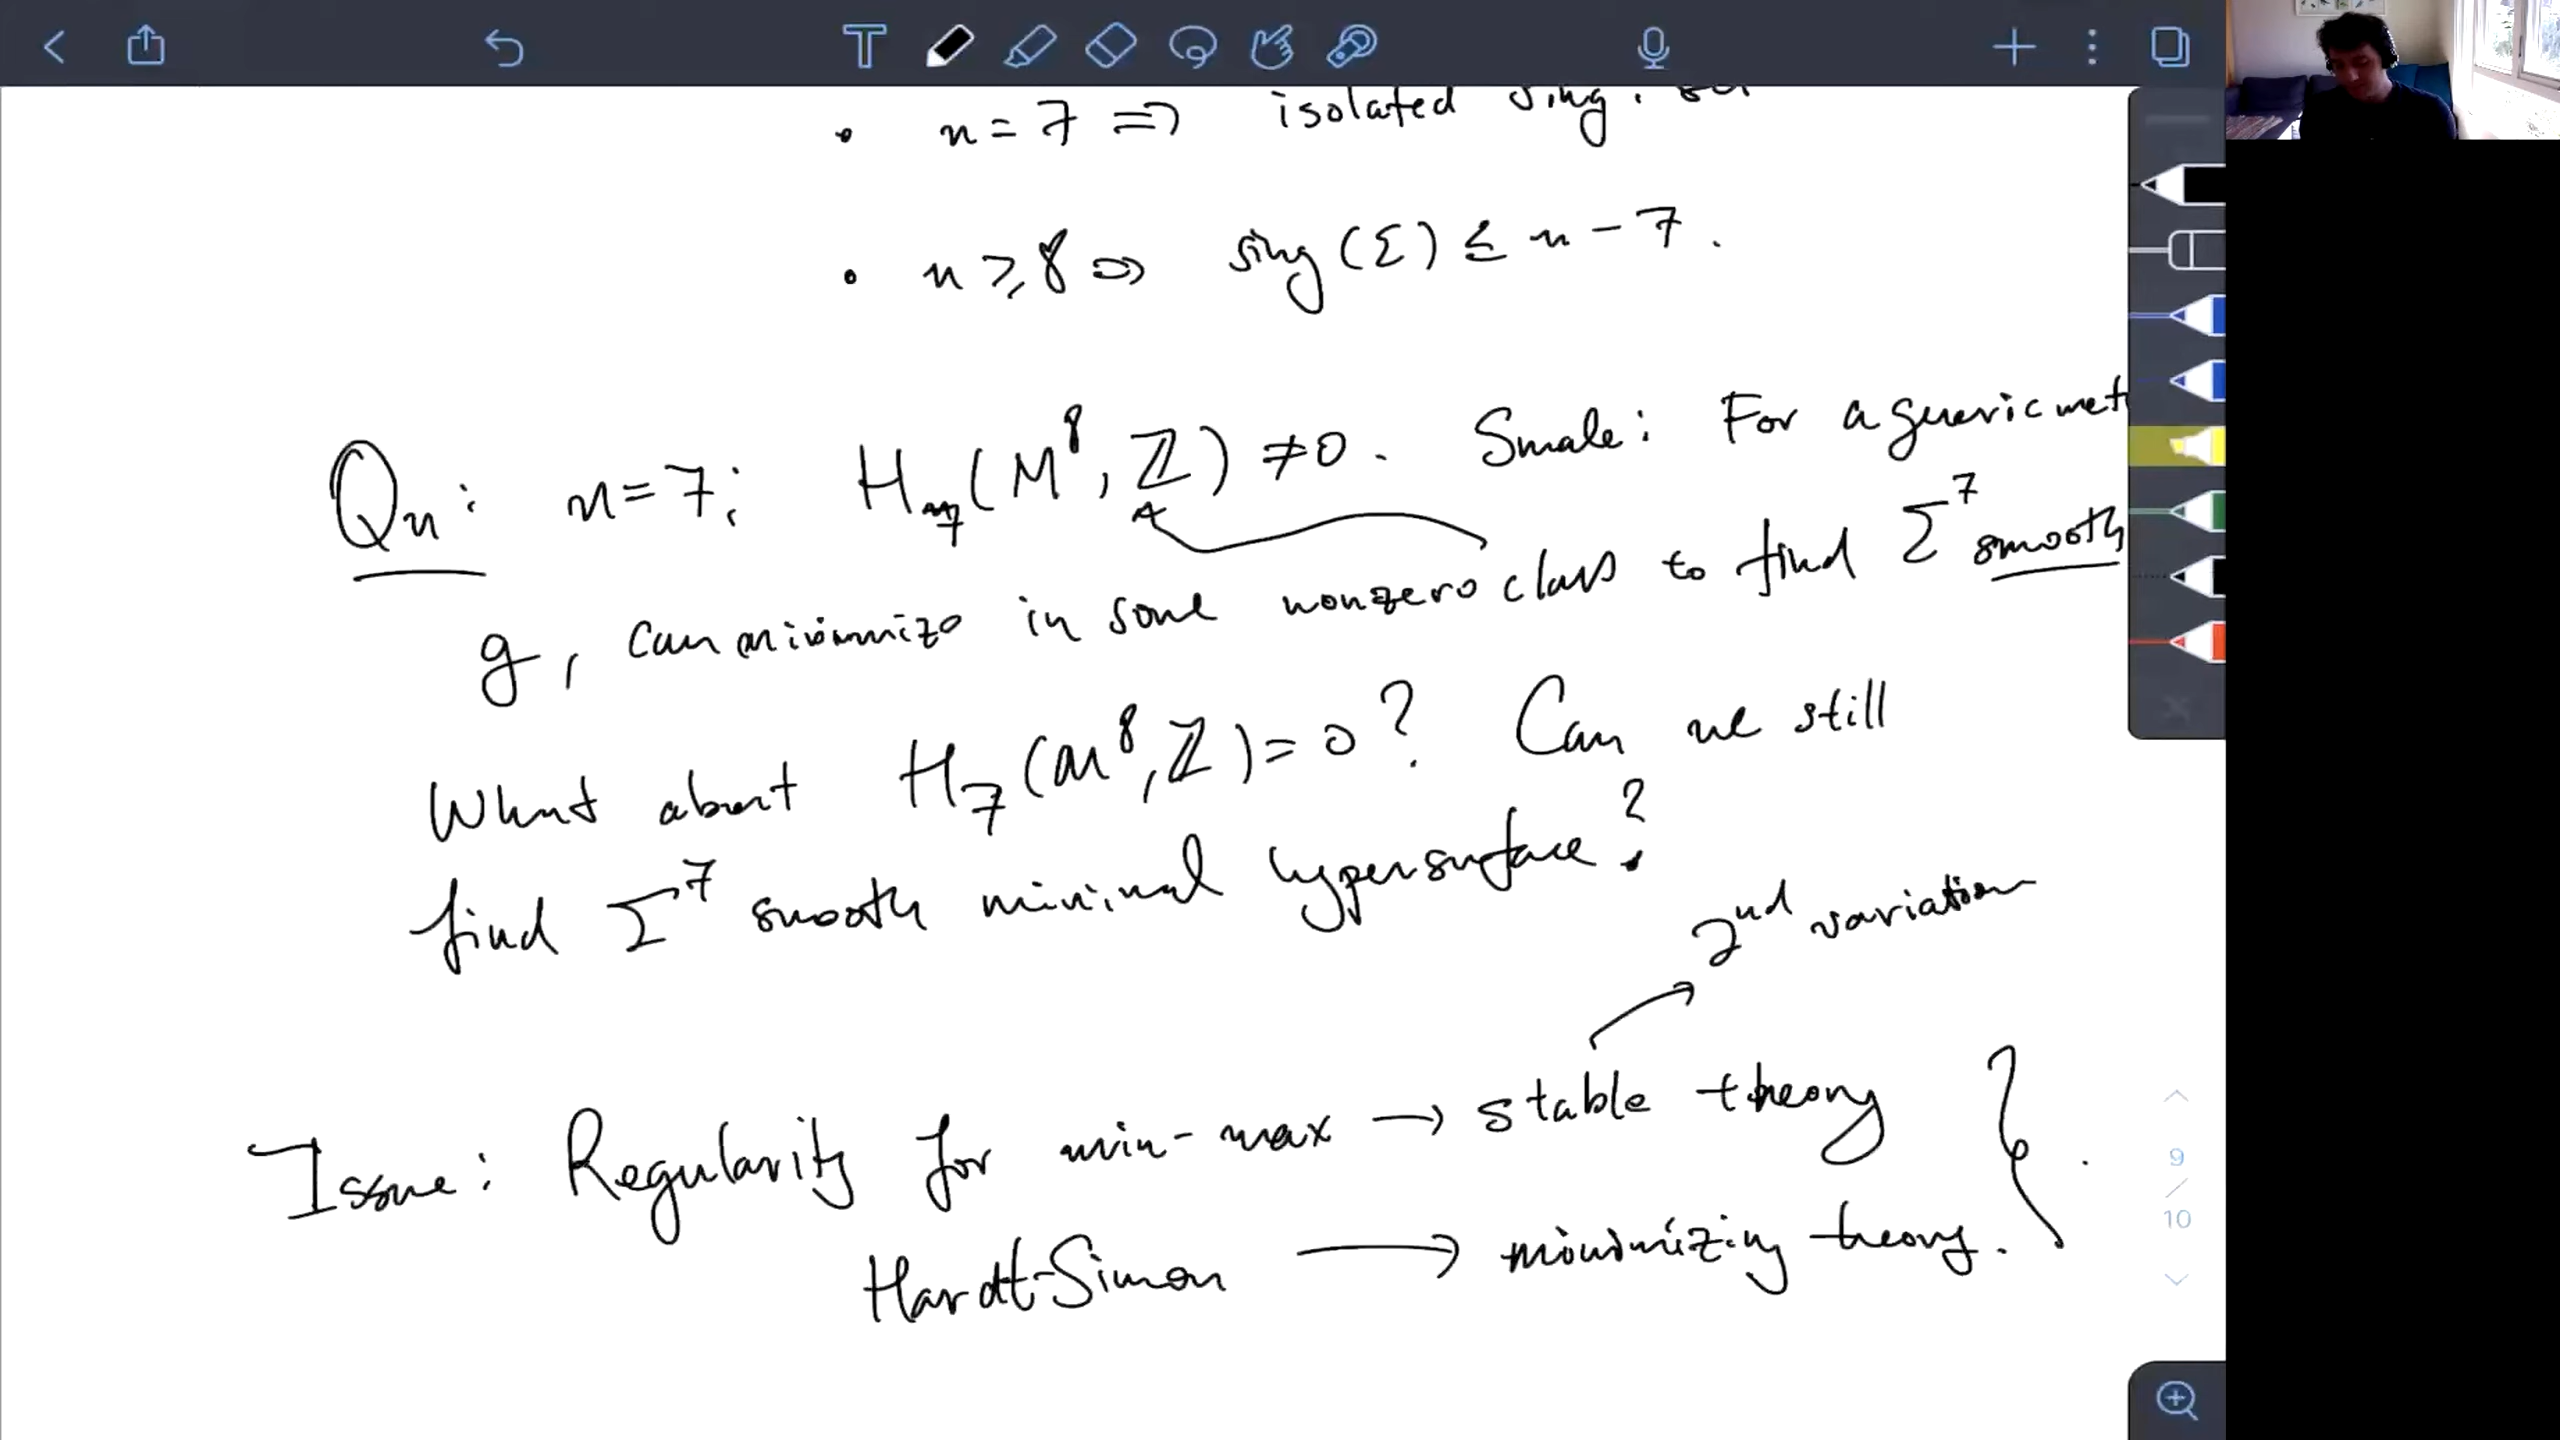 • n = 7 ⇒ isolated sing.
• n ≥ 8 ⇒ sing(Σ) ≤ n - 7.
Qn: n=7; H₇(M⁸, ℤ) ≠ 0. Smale: For a generic met
g, can minimize in some nonzero class to find Σ⁷ smooth
What about H₇(M⁸, ℤ) = 0? Can we still
find Σ⁷ smooth minimal hypersurface?
2nd variation
Issue: Regularity for min-max → stable theory
Hardt-Simon → minimizing theory.
T
9
/
10